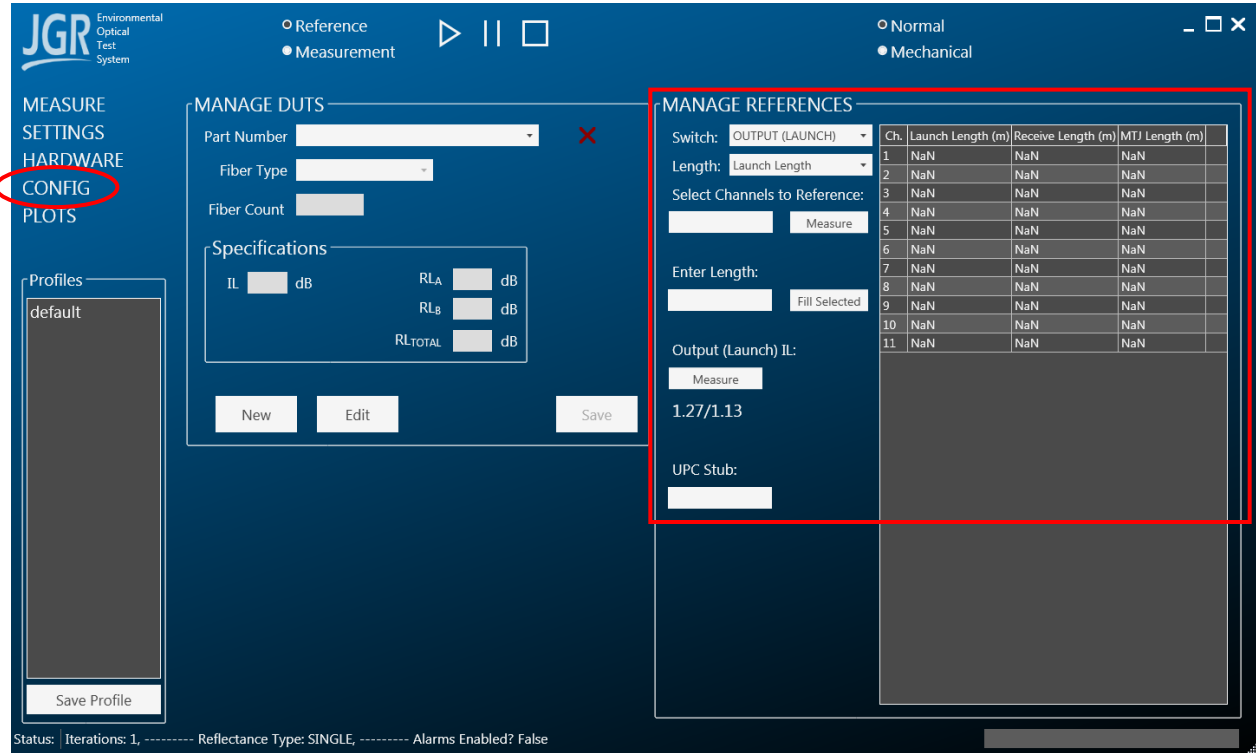 JGR Environmental
Optical
Test
System
Reference
Measurement
Normal
Mechanical
MEASURE
SETTINGS
HARDWARE
CONFIG
PLOTS
Profiles
default
Save Profile
MANAGE DUTS
Part Number
Fiber Type
Fiber Count
Specifications
IL dB
RLA dB
RLB dB
RLTOTAL dB
New Edit Save
MANAGE REFERENCES
Switch: OUTPUT (LAUNCH)
Length: Launch Length
Select Channels to Reference:
Measure
Enter Length:
Fill Selected
Output (Launch) IL:
Measure
1.27/1.13
UPC Stub:
Ch. Launch Length (m) Receive Length (m) MTJ Length (m)
1 NaN NaN NaN
2 NaN NaN NaN
3 NaN NaN NaN
4 NaN NaN NaN
5 NaN NaN NaN
6 NaN NaN NaN
7 NaN NaN NaN
8 NaN NaN NaN
9 NaN NaN NaN
10 NaN NaN NaN
11 NaN NaN NaN
Status: Iterations: 1, --------- Reflectance Type: SINGLE, --------- Alarms Enabled? False